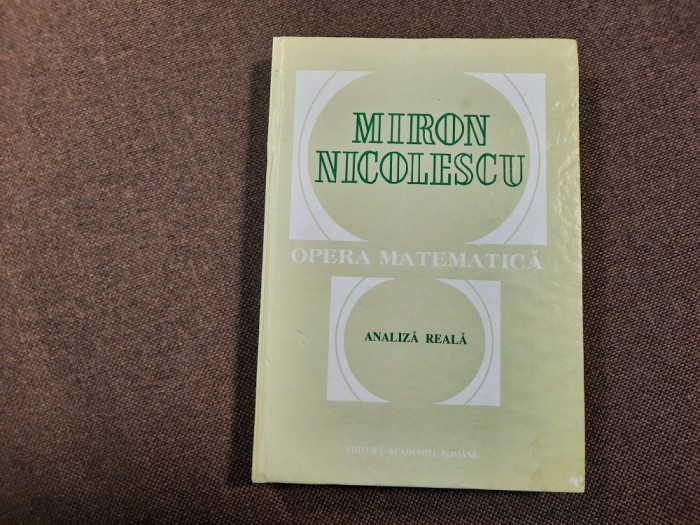 MIRON
NICOLESCU
OPERA MATEMATICĂ
ANALIZĂ REALĂ
EDITURA ACADEMIEI ROMÂNE